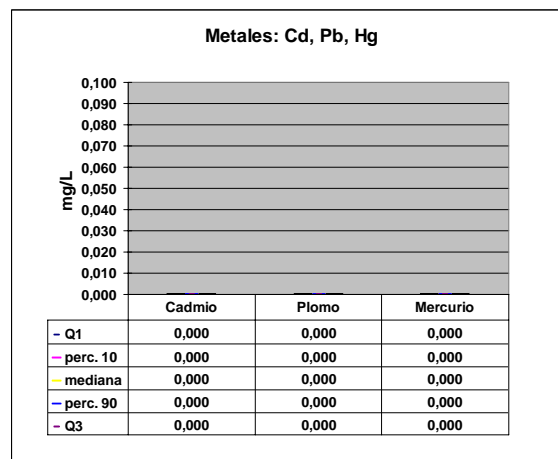 Metales: Cd, Pb, Hg
mg/L
0,100
0,090
0,080
0,070
0,060
0,050
0,040
0,030
0,020
0,010
0,000
Cadmio Plomo Mercurio
Q1 0,000 0,000 0,000
perc. 10 0,000 0,000 0,000
mediana 0,000 0,000 0,000
perc. 90 0,000 0,000 0,000
Q3 0,000 0,000 0,000